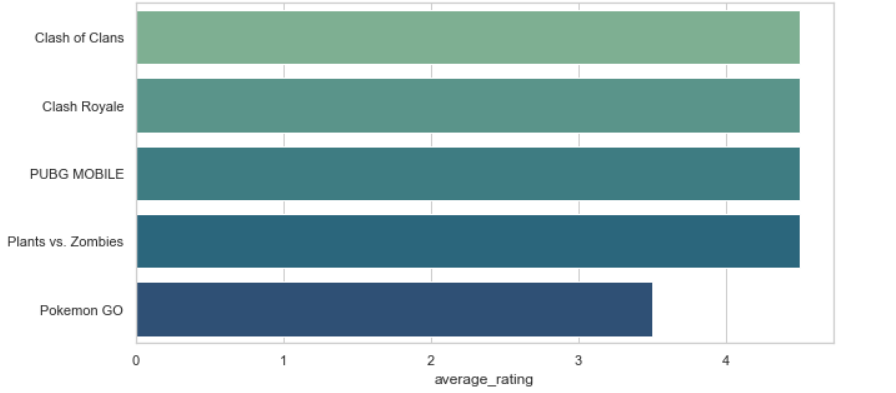 Clash of Clans
Clash Royale
PUBG MOBILE
Plants vs. Zombies
Pokemon GO
0 1 2 3 4
average_rating